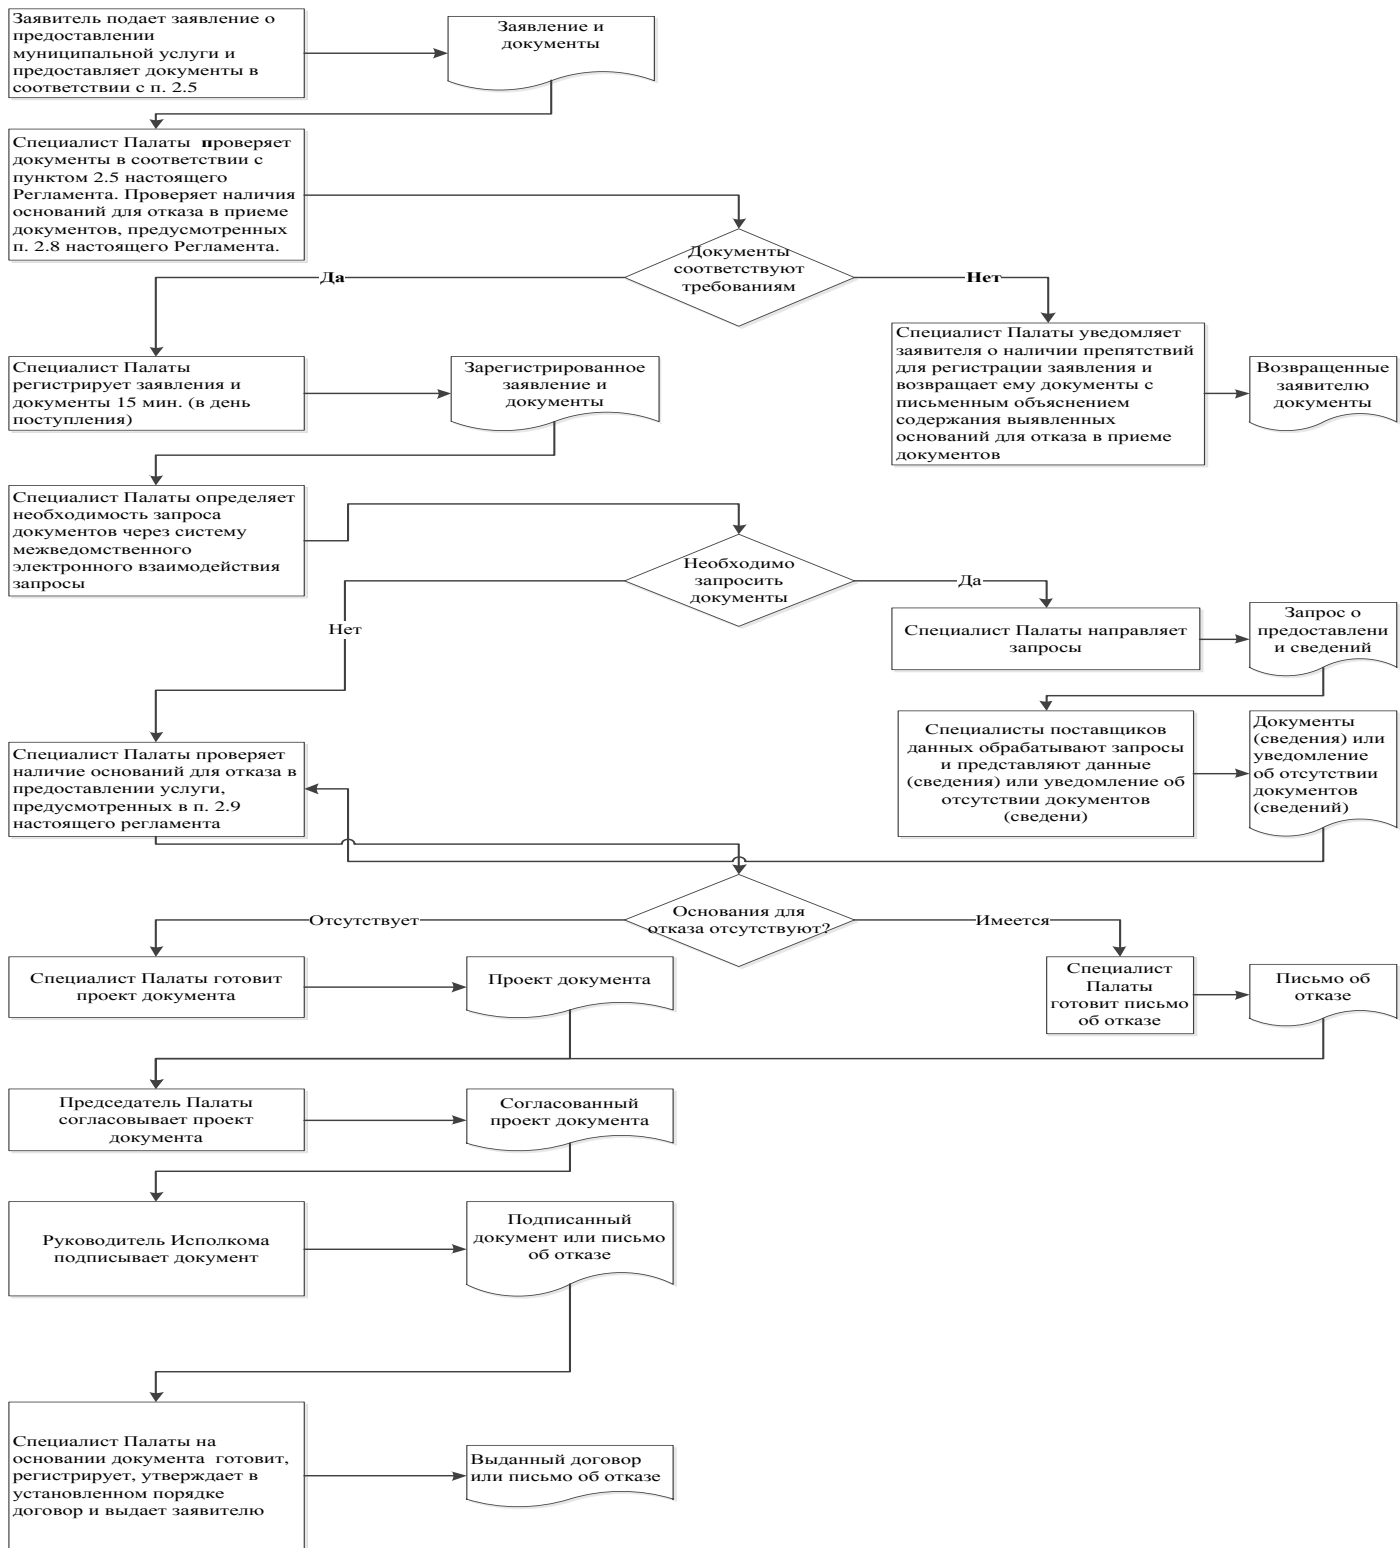 Заявитель подает заявление о
предоставлении
муниципальной услуги и
предоставляет документы в
соответствии с п. 2.5
Заявление и
документы
Специалист Палаты  проверяет
документы в соответствии с
пунктом 2.5 настоящего
Регламента. Проверяет наличия
оснований для отказа в приеме
документов, предусмотренных
п. 2.8 настоящего Регламента.
Документы
соответствуют
требованиям
Да
Нет
Специалист Палаты
регистрирует заявления и
документы 15 мин. (в день
поступления)
Зарегистрированное
заявление и
документы
Специалист Палаты уведомляет
заявителя о наличии препятствий
для регистрации заявления и
возвращает ему документы с
письменным объяснением
содержания выявленных
оснований для отказа в приеме
документов
Возвращенные
заявителю
документы
Специалист Палаты определяет
необходимость запроса
документов через систему
межведомственного
электронного взаимодействия
запросы
Необходимо
запросить
документы
Да
Нет
Специалист Палаты направляет
запросы
Запрос о
предоставлени
и сведений
Специалисты поставщиков
данных обрабатывают запросы
и представляют данные
(сведения) или уведомление об
отсутствии документов
(сведени)
Документы
(сведения) или
уведомление
об отсутствии
документов
(сведений)
Специалист Палаты проверяет
наличие оснований для отказа в
предоставлении услуги,
предусмотренных в п. 2.9
настоящего регламента
Основания для
отказа отсутствуют?
Отсутствует
Имеется
Специалист Палаты готовит
проект документа
Проект документа
Специалист
Палаты
готовит письмо
об отказе
Письмо об
отказе
Председатель Палаты
согласовывает проект
документа
Согласованный
проект документа
Руководитель Исполкома
подписывает документ
Подписанный
документ или письмо
об отказе
Специалист Палаты на
основании документа  готовит,
регистрирует, утверждает в
установленном порядке
договор и выдает заявителю
Выданный договор
или письмо об отказе